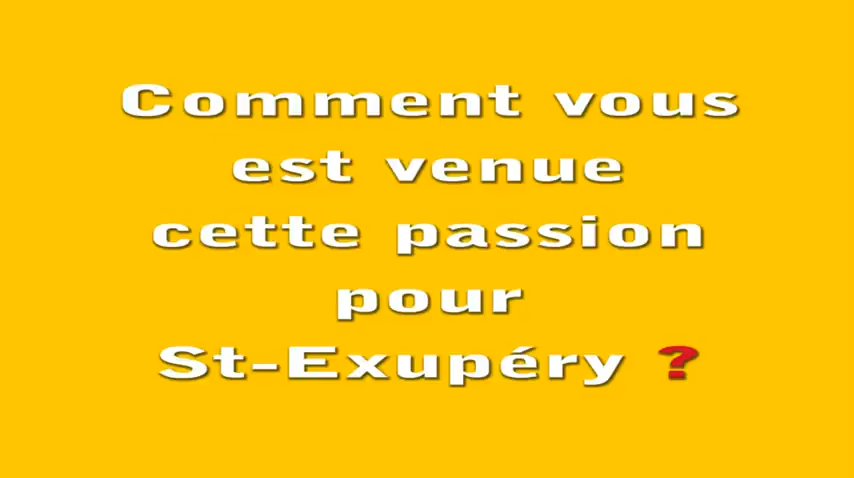 Comment vous
est venue
cette passion
pour
St-Exupéry ?